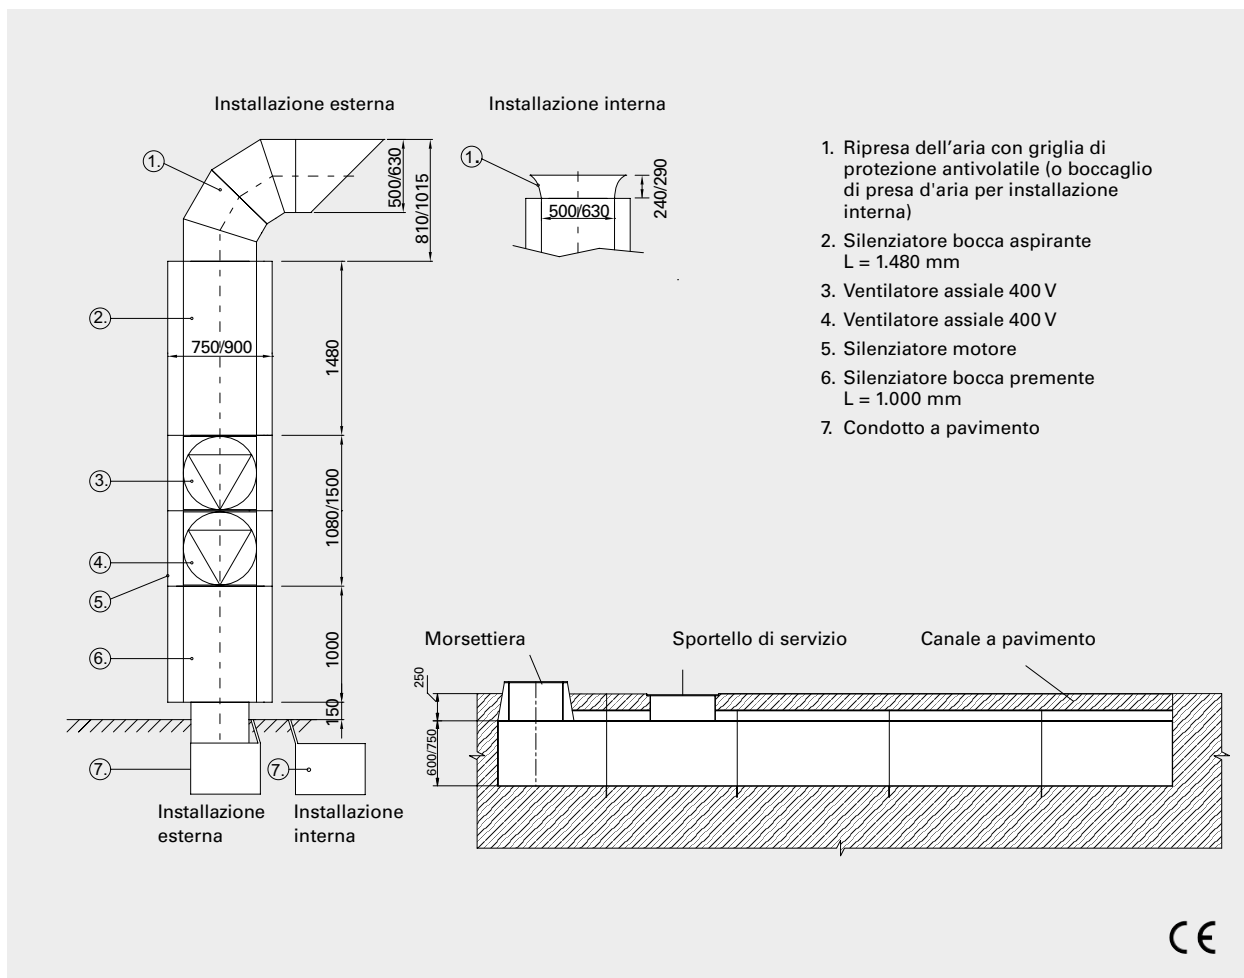 Installazione esterna
Installazione interna
1.
500/630
810/1015
1.
500/630
240/290
2.
750/900
1480
3.
1080/1500
4.
5.
6.
1000
150
7.
7.
Installazione
esterna
Installazione
interna
1. Ripresa dell'aria con griglia di
protezione antivolatile (o boccaglio
di presa d'aria per installazione
interna)
2. Silenziatore bocca aspirante
L = 1.480 mm
3. Ventilatore assiale 400 V
4. Ventilatore assiale 400 V
5. Silenziatore motore
6. Silenziatore bocca premente
L = 1.000 mm
7. Condotto a pavimento
Morsettiera
Sportello di servizio
Canale a pavimento
250
600/750
CE